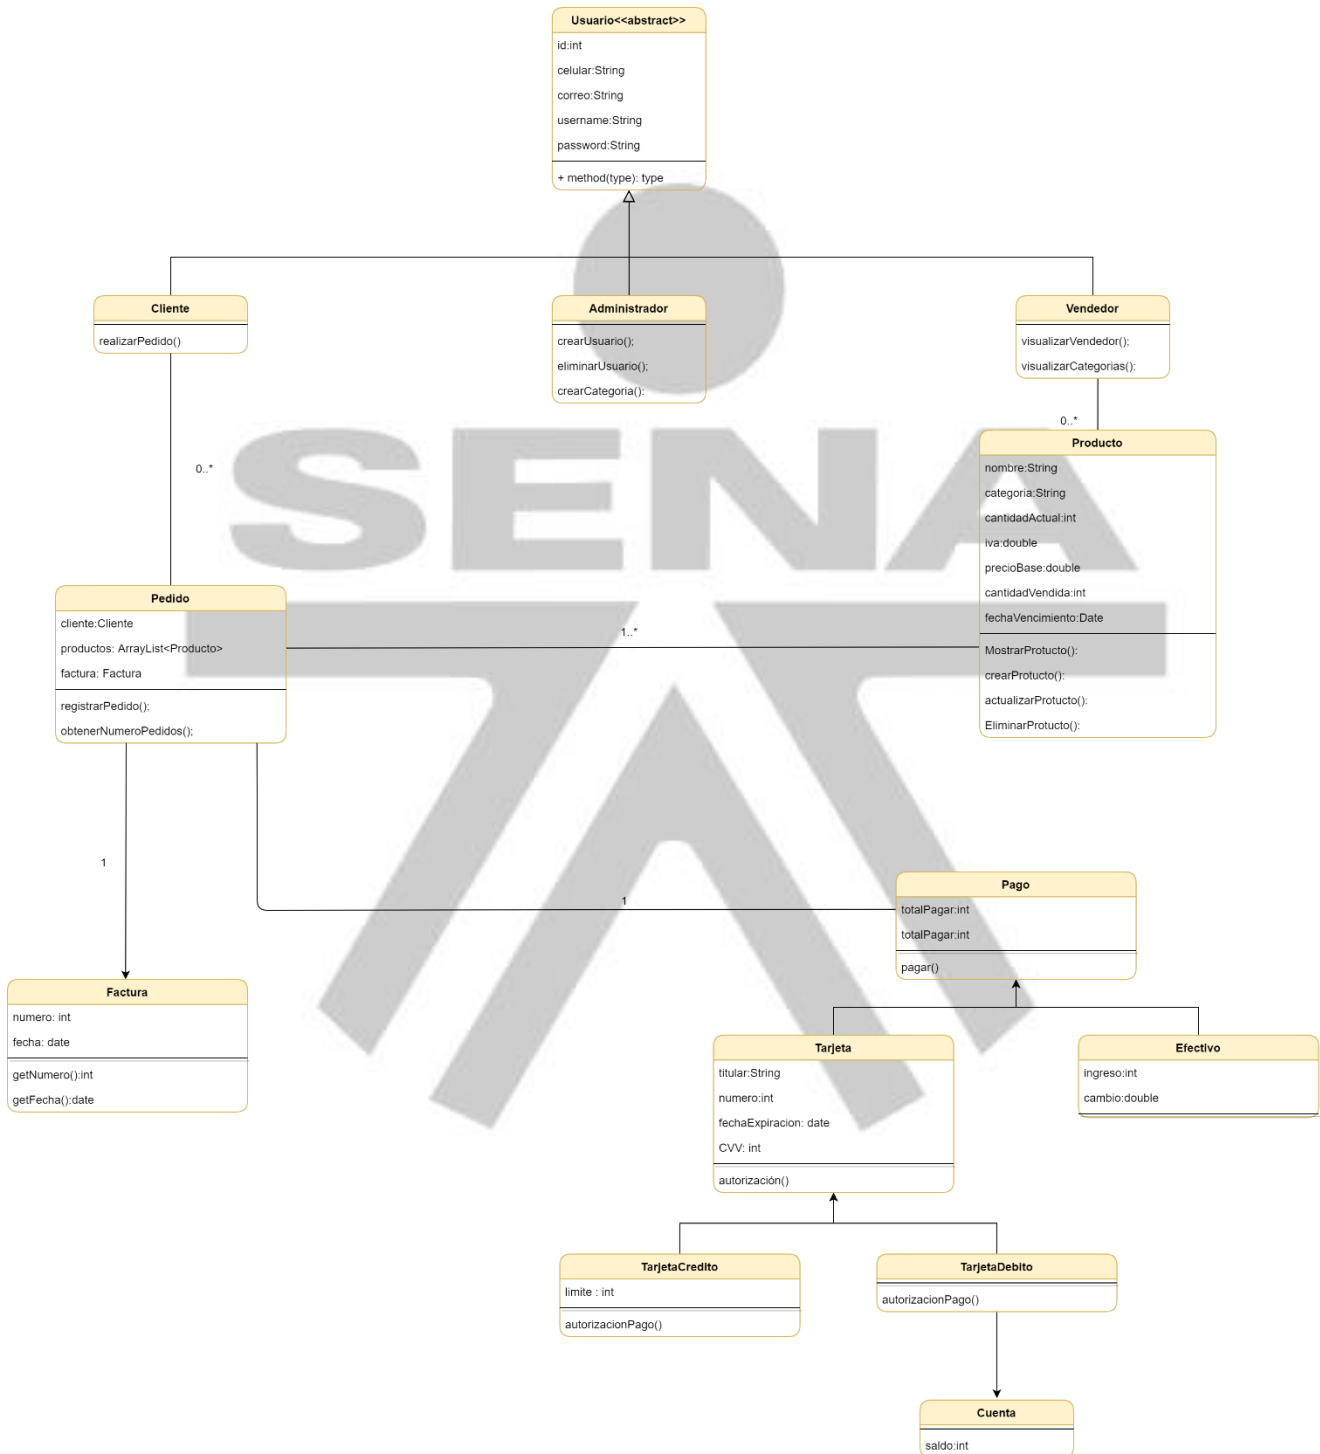 Usuario<<abstract>>
id:int
celular:String
correo:String
username:String
password:String
+ method(type): type
Cliente
realizarPedido()
Administrador
crearUsuario();
eliminarUsuario();
crearCategoria():
Vendedor
visualizarVendedor();
visualizarCategorias():
0..*
0..*
SENA
Producto
nombre:String
categoria:String
cantidadActual:int
iva:double
precioBase:double
cantidadVendida:int
fechaVencimiento:Date
MostrarProtucto():
crearProtucto():
actualizarProtucto():
EliminarProtucto():
Pedido
cliente:Cliente
productos: ArrayList<Producto>
factura: Factura
registrarPedido();
obtenerNumeroPedidos();
1..*
1
1
Pago
totalPagar:int
totalPagar:int
pagar()
Factura
numero: int
fecha: date
getNumero():int
getFecha():date
Tarjeta
titular:String
numero:int
fechaExpiracion: date
CVV: int
autorización()
Efectivo
ingreso:int
cambio:double
TarjetaCredito
limite : int
autorizacionPago()
TarjetaDebito
autorizacionPago()
Cuenta
saldo:int